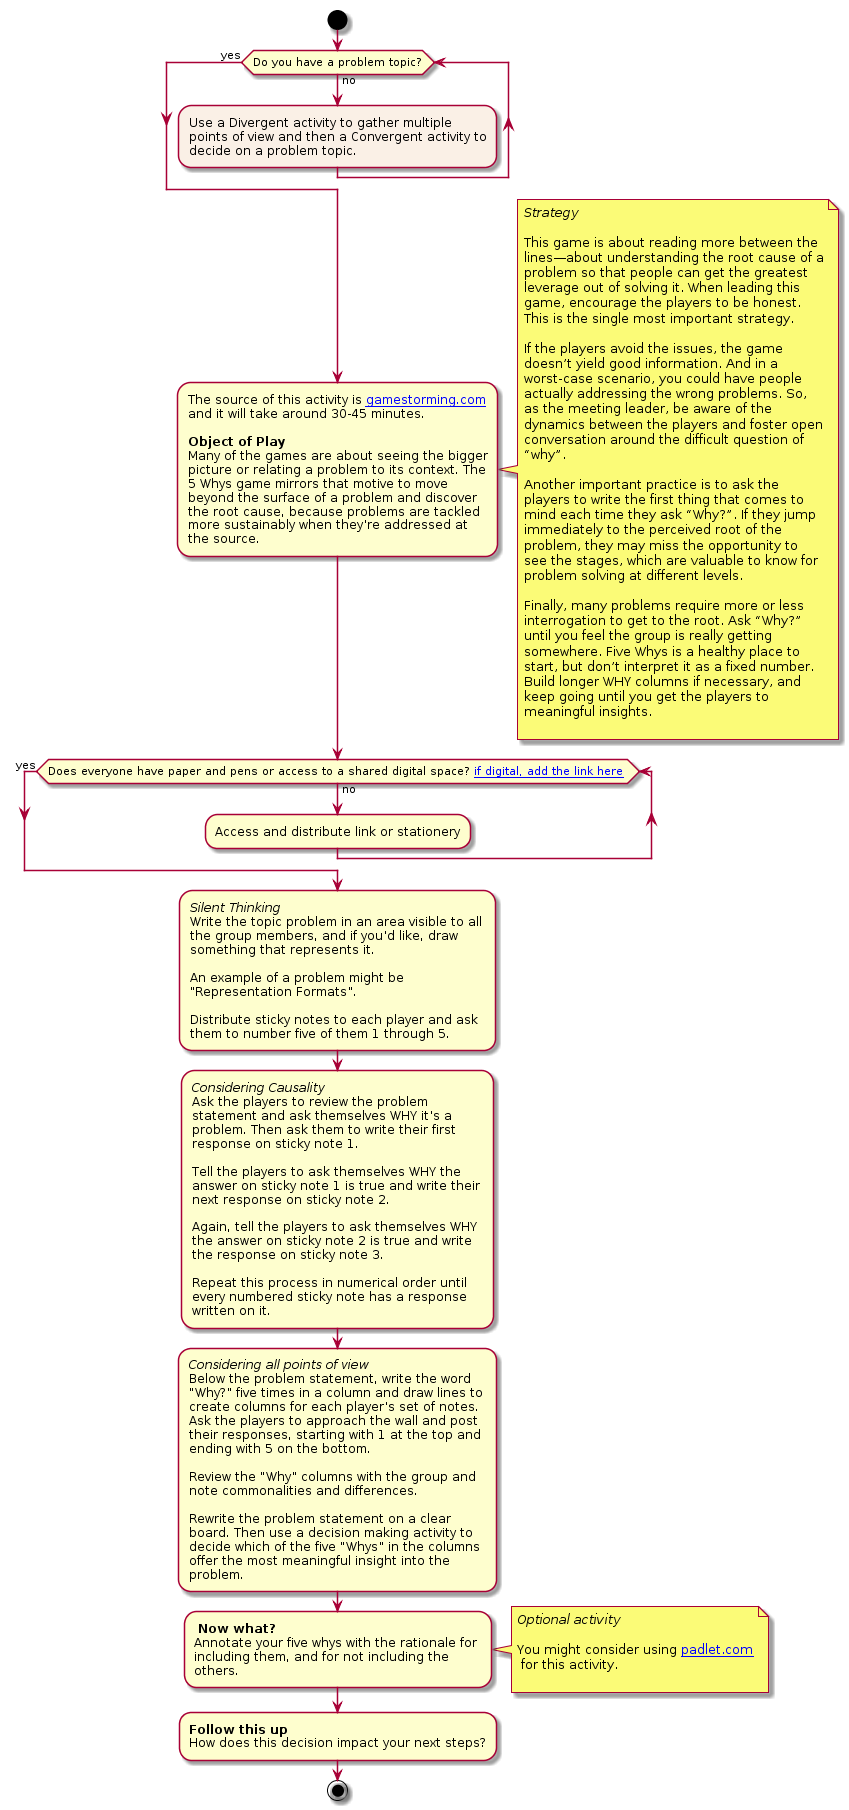 yes
Do you have a problem topic?
no
Use a Divergent activity to gather multiple
points of view and then a Convergent activity to
decide on a problem topic.
Strategy
This game is about reading more between the
lines—about understanding the root cause of a
problem so that people can get the greatest
leverage out of solving it. When leading this
game, encourage the players to be honest.
This is the single most important strategy.
If the players avoid the issues, the game
doesn’t yield good information. And in a
worst-case scenario, you could have people
actually addressing the wrong problems. So,
as the meeting leader, be aware of the
dynamics between the players and foster open
conversation around the difficult question of
“why”.
Another important practice is to ask the
players to write the first thing that comes to
mind each time they ask “Why?”. If they jump
immediately to the perceived root of the
problem, they may miss the opportunity to
see the stages, which are valuable to know for
problem solving at different levels.
Finally, many problems require more or less
interrogation to get to the root. Ask “Why?”
until you feel the group is really getting
somewhere. Five Whys is a healthy place to
start, but don’t interpret it as a fixed number.
Build longer WHY columns if necessary, and
keep going until you get the players to
meaningful insights.
The source of this activity is gamestorming.com
and it will take around 30-45 minutes.
Object of Play
Many of the games are about seeing the bigger
picture or relating a problem to its context. The
5 Whys game mirrors that motive to move
beyond the surface of a problem and discover
the root cause, because problems are tackled
more sustainably when they're addressed at
the source.
yes
Does everyone have paper and pens or access to a shared digital space? if digital, add the link here
no
Access and distribute link or stationery
Silent Thinking
Write the topic problem in an area visible to all
the group members, and if you'd like, draw
something that represents it.
An example of a problem might be
"Representation Formats".
Distribute sticky notes to each player and ask
them to number five of them 1 through 5.
Considering Causality
Ask the players to review the problem
statement and ask themselves WHY it's a
problem. Then ask them to write their first
response on sticky note 1.
Tell the players to ask themselves WHY the
answer on sticky note 1 is true and write their
next response on sticky note 2.
Again, tell the players to ask themselves WHY
the answer on sticky note 2 is true and write
the response on sticky note 3.
Repeat this process in numerical order until
every numbered sticky note has a response
written on it.
Considering all points of view
Below the problem statement, write the word
"Why?" five times in a column and draw lines to
create columns for each player's set of notes.
Ask the players to approach the wall and post
their responses, starting with 1 at the top and
ending with 5 on the bottom.
Review the "Why" columns with the group and
note commonalities and differences.
Rewrite the problem statement on a clear
board. Then use a decision making activity to
decide which of the five "Whys" in the columns
offer the most meaningful insight into the
problem.
Now what?
Annotate your five whys with the rationale for
including them, and for not including the
others.
Optional activity
You might consider using padlet.com
for this activity.
Follow this up
How does this decision impact your next steps?